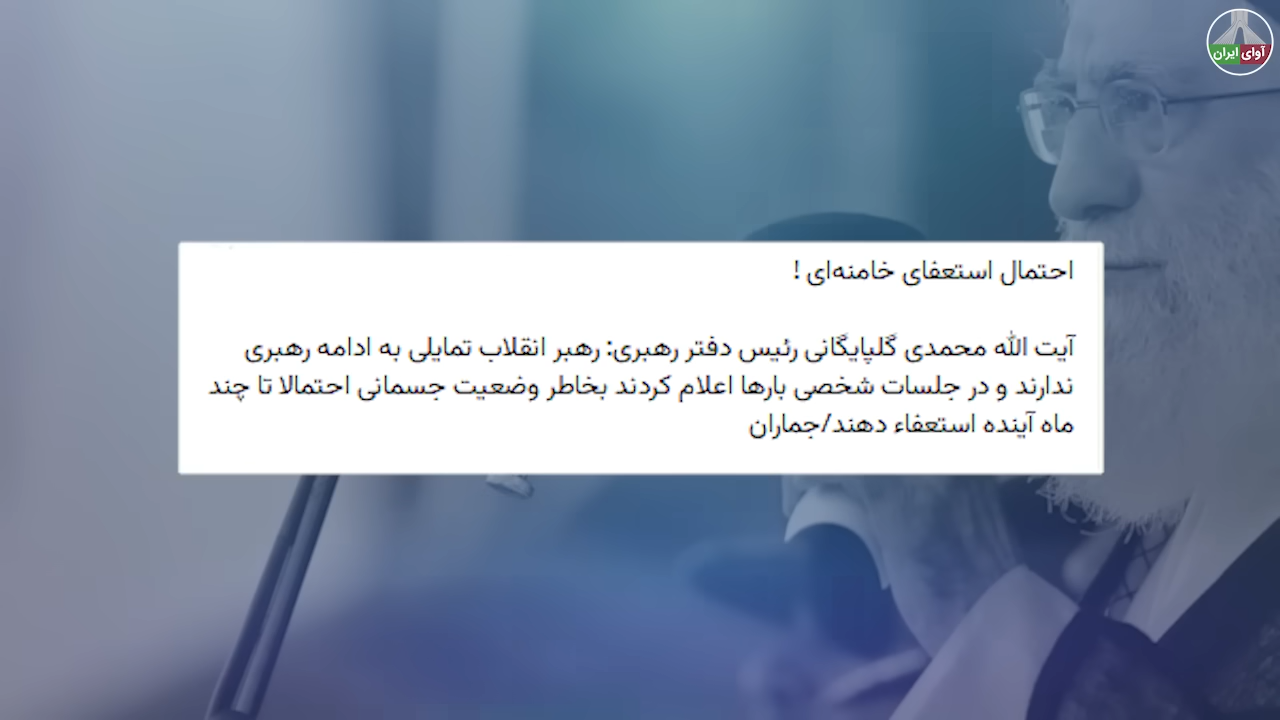 آوای ایران
احتمال استعفای خامنه‌ای !
آیت الله محمدی گلپایگانی رئیس دفتر رهبری: رهبر انقلاب تمایلی به ادامه رهبری
ندارند و در جلسات شخصی بارها اعلام کردند بخاطر وضعیت جسمانی احتمالا تا چند
ماه آینده استعفاء دهند/جماران